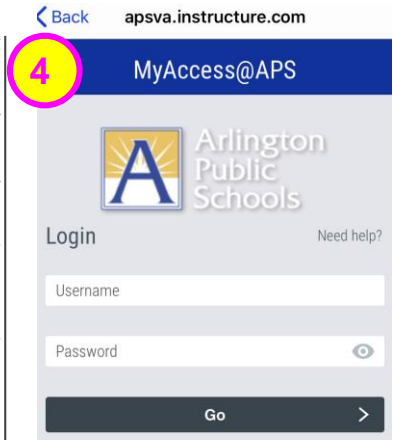 Back apsva.instructure.com
4 MyAccess@APS
A Arlington
Public
Schools
Login Need help?
Username
Password
Go